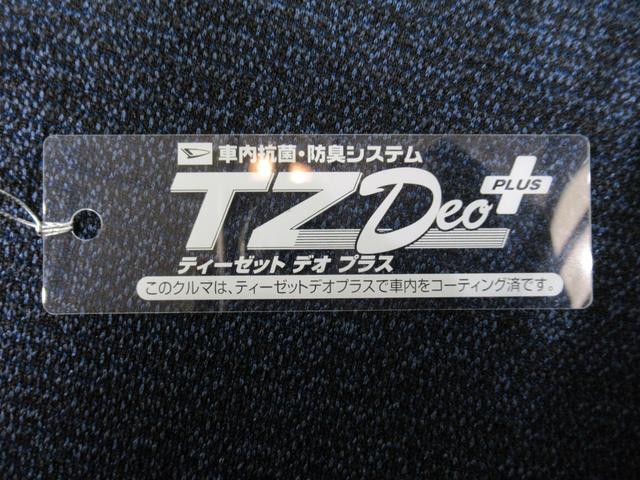 車内抗菌・防臭システム
TZ Deo PLUS
ティーゼット デオ プラス
このクルマは、ティーゼットデオプラスで車内をコーティング済です。